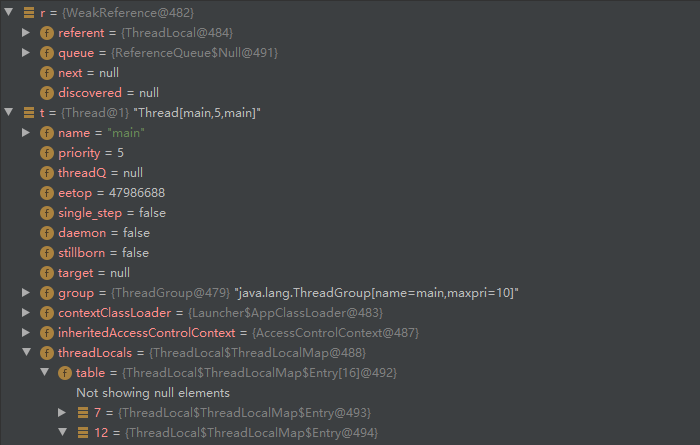 r = {WeakReference@482}
f referent = {ThreadLocal@484}
f queue = {ReferenceQueue$Null@491}
f next = null
f discovered = null
t = {Thread@1} "Thread[main,5,main]"
f name = "main"
f priority = 5
f threadQ = null
f eetop = 47986688
f single_step = false
f daemon = false
f stillborn = false
f target = null
f group = {ThreadGroup@479} "java.lang.ThreadGroup[name=main,maxpri=10]"
f contextClassLoader = {Launcher$AppClassLoader@483}
f inheritedAccessControlContext = {AccessControlContext@487}
f threadLocals = {ThreadLocal$ThreadLocalMap@488}
f table = {ThreadLocal$ThreadLocalMap$Entry[16]@492}
Not showing null elements
7 = {ThreadLocal$ThreadLocalMap$Entry@493}
12 = {ThreadLocal$ThreadLocalMap$Entry@494}